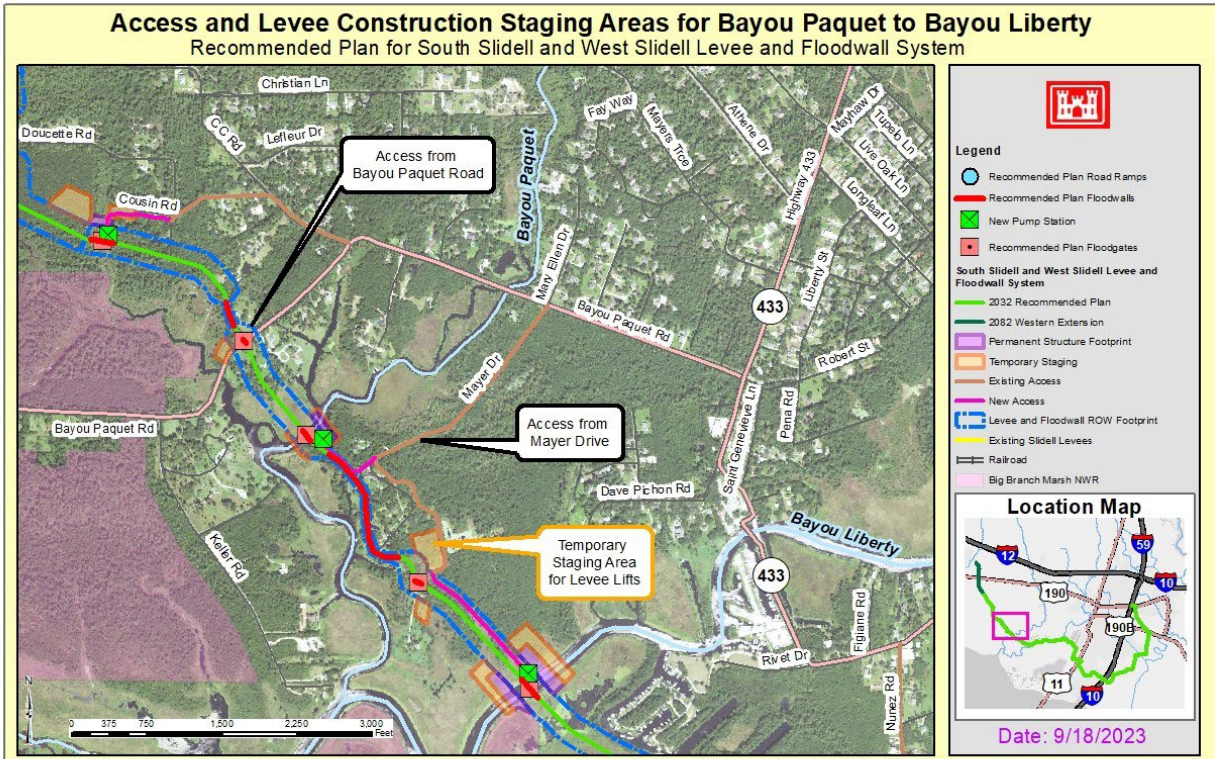 Access and Levee Construction Staging Areas for Bayou Paquet to Bayou Liberty
Recommended Plan for South Slidell and West Slidell Levee and Floodwall System
Christian Ln
Doucette Rd
C C Rd
Lefleur Dr
Cousin Rd
Access from
Bayou Paquet Road
Bayou Paquet
Fay Way
Mayers Trce
Athene Dr
Mayhaw Dr
Tupelo Ln
Live Oak Ln
Longleaf Ln
Highway 433
Liberty St
433
Mary Ellen Dr
Bayou Paquet Rd
Robert St
Mayer Dr
Pena Rd
Saint Genevieve Ln
Bayou Paquet Rd
Access from
Mayer Drive
Dave Pichon Rd
Keller Rd
Temporary
Staging Area
for Levee Lifts
Bayou Liberty
433
Figiane Rd
Rivet Dr
Nunez Rd
N
0 375 750 1,500 2,250 3,000
Feet
Legend
Recommended Plan Road Ramps
Recommended Plan Floodwalls
New Pump Station
Recommended Plan Floodgates
South Slidell and West Slidell Levee and
Floodwall System
2032 Recommended Plan
2082 Western Extension
Permanent Structure Footprint
Temporary Staging
Existing Access
New Access
Levee and Floodwall ROW Footprint
Existing Slidell Levees
Railroad
Big Branch Marsh NWR
Location Map
59
12
10
190
190B
11
10
Date: 9/18/2023